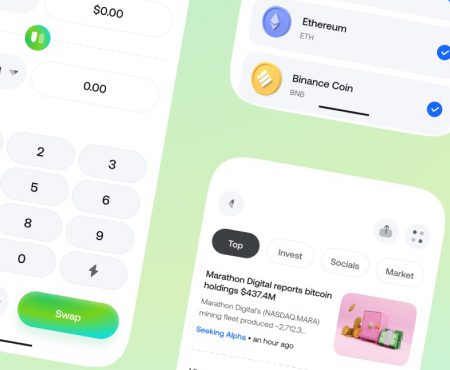 $0.00
0.00
2
3
5
6
8
9
0
Swap
Ethereum
ETH
Binance Coin
BNB
Top
Invest
Socials
Market
Marathon Digital reports bitcoin
holdings $437.4M
Marathon Digital's (NASDAQ:MARA)
mining fleet produced ~2,712.3...
Seeking Alpha • an hour ago